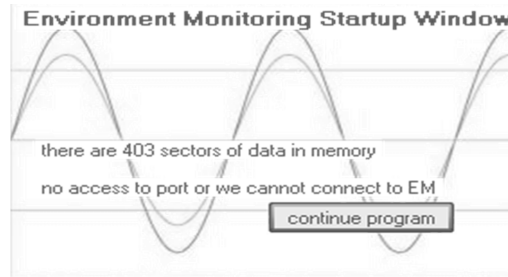 Environment Monitoring Startup Window
there are 403 sectors of data in memory
no access to port or we cannot connect to EM
continue program